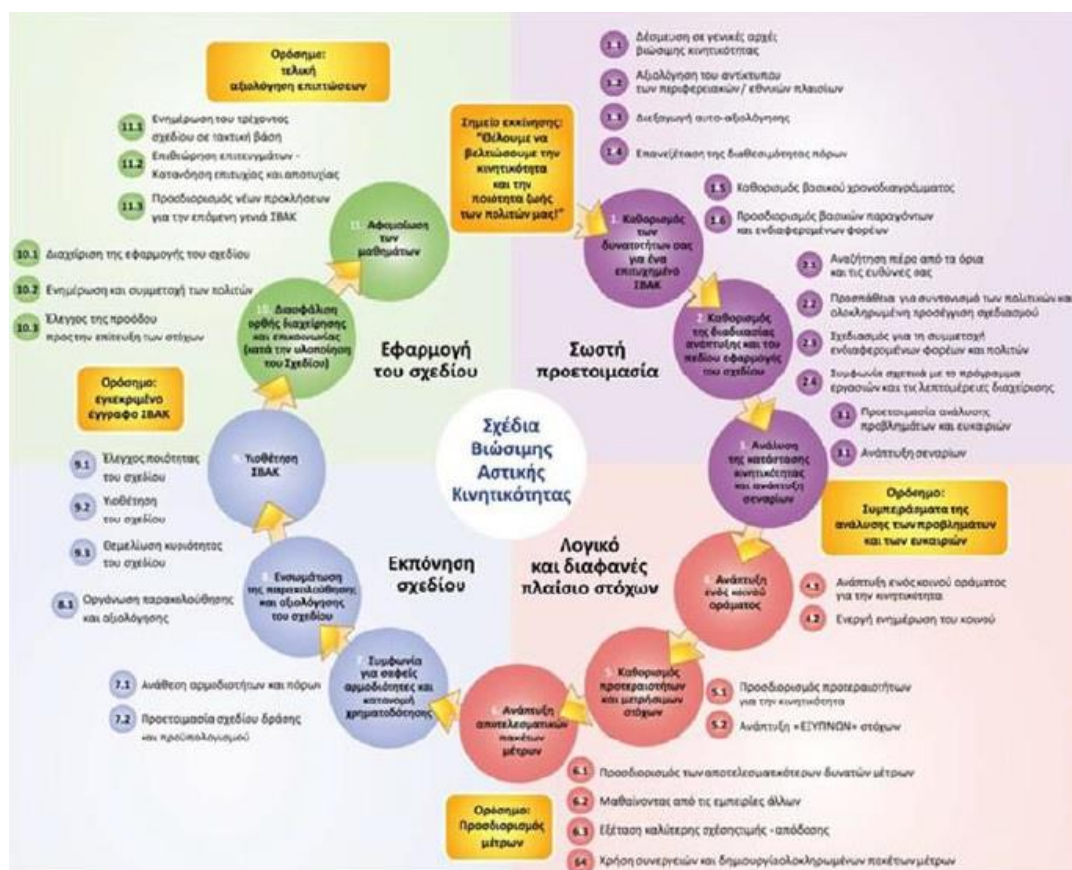 Ορόσημο:
τελική
αξιολόγηση επιπτώσεων
11.1 Ενημέρωση του τρέχοντος
σχεδίου σε τακτική βάση
11.2 Επιθεώρηση επιτευγμάτων -
Κατανόηση επιτυχίας και αποτυχίας
11.3 Προσδιορισμός νέων προκλήσεων
για την επόμενη γενιά ΣΒΑΚ
10.1 Διαχείριση της εφαρμογής του σχεδίου
10.2 Ενημέρωση και συμμετοχή των πολιτών
10.3 Έλεγχος της προόδου
προς την επίτευξη των στόχων
11. Αφομοίωση
των
μαθημάτων
10. Διασφάλιση
ορθής διαχείρησης
και επικοινωνίας
(κατά την υλοποίηση
του Σχεδίου)
Εφαρμογή
του σχεδίου
Σημείο εκκίνησης:
"Θέλουμε να
βελτιώσουμε την
κινητικότητα
και την
ποιότητα ζωής
των πολιτών μας!"
1.1 Δέσμευση σε γενικές αρχές
βιώσιμης κινητικότητας
1.2 Αξιολόγηση του αντίκτυπου
των περιφερειακών / εθνικών πλαισίων
1.3 Διεξαγωγή αυτο-αξιολόγησης
1.4 Επανεξέταση της διαθεσιμότητας πόρων
1.5 Καθορισμός βασικού χρονοδιαγράμματος
1.6 Προσδιορισμός βασικών παραγόντων
και ενδιαφερομένων φορέων
1. Καθορισμός
των
δυνατοτήτων σας
για ένα
επιτυχημένο
ΣΒΑΚ
2.1 Αναζήτηση πέρα από τα όρια
και τις ευθύνες σας
2.2 Προσπάθεια για συντονισμό των πολιτικών και
ολοκληρωμένη προσέγγιση σχεδιασμού
2.3 Σχεδιασμός για τη συμμετοχή
ενδιαφερομένων φορέων και πολιτών
2.4 Συμφωνία σχετικά με το πρόγραμμα
εργασιών και τις λεπτομέρειες διαχείρισης
2. Καθορισμός
της διαδικασίας
ανάπτυξης και του
πεδίου εφαρμογής
του σχεδίου
Σωστή
προετοιμασία
3.1 Προετοιμασία ανάλυσης
προβλημάτων και ευκαιριών
3.1 Ανάπτυξη σεναρίων
3. Ανάλυση
της κατάστασης
κινητικότητας
και ανάπτυξη
σεναρίων
Ορόσημο:
Συμπεράσματα της
ανάλυσης των προβλημάτων
και των ευκαιριών
Σχέδια
Βιώσιμης
Αστικής
Κινητικότητας
Λογικό
και διαφανές
πλαίσιο στόχων
4. Ανάπτυξη
ενός κοινού
οράματος
4.1 Ανάπτυξη ενός κοινού οράματος
για την κινητικότητα
4.2 Ενεργή ενημέρωση του κοινού
5. Καθορισμός
προτεραιοτήτων
και μετρήσιμων
στόχων
5.1 Προσδιορισμός προτεραιοτήτων
για την κινητικότητα
5.2 Ανάπτυξη «ΕΞΥΠΝΩΝ» στόχων
6. Ανάπτυξη
αποτελεσματικών
πακέτων
μέτρων
6.1 Προσδιορισμός των αποτελεσματικότερων δυνατών μέτρων
6.2 Μαθαίνοντας από τις εμπειρίες άλλων
6.3 Εξέταση καλύτερης σχέσης τιμής - απόδοσης
64 Χρήση συνεργειών και δημιουργία ολοκληρωμένων πακέτων μέτρων
Ορόσημο:
Προσδιορισμός
μέτρων
Εκπόνηση
σχεδίου
7. Συμφωνία
για σαφείς
αρμοδιότητες και
κατανομή
χρηματοδότησης
7.1 Ανάθεση αρμοδιοτήτων και πόρων
7.2 Προετοιμασία σχεδίου δράσης
και προϋπολογισμού
8. Ενσωμάτωση
της παρακολούθησης
και αξιολόγησης
του σχεδίου
8.1 Οργάνωση παρακολούθησης
και αξιολόγησης
9. Υιοθέτηση
ΣΒΑΚ
9.1 Έλεγχος ποιότητας
του σχεδίου
9.2 Υιοθέτηση
του σχεδίου
9.3 Θεμελίωση κυριότητας
του σχεδίου
Ορόσημο:
εγκεκριμένο
έγγραφο ΣΒΑΚ